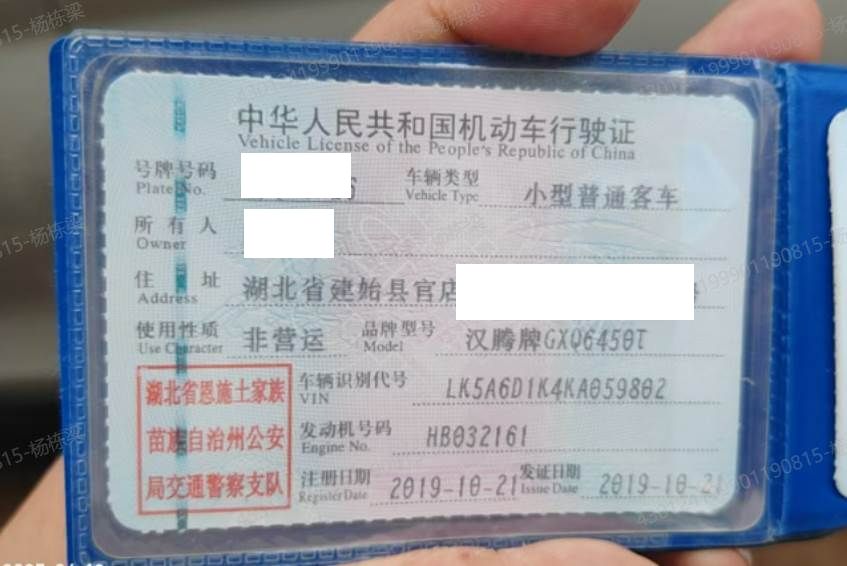 中华人民共和国机动车行驶证
Vehicle License of the People's Republic of China
号牌号码 车辆类型 小型普通客车
Plate No. Vehicle Type
所有人
Owner
住址 湖北省建始县官店
Address
使用性质 非营运 品牌型号 汉腾牌GXQ6450T
Use Character Model
湖北省恩施土家族
苗族自治州公安
局交通警察支队
车辆识别代号 LK5A6D1K4KA059802
VIN
发动机号码 HB032161
Engine No.
注册日期 2019-10-21 发证日期 2019-10-21
Register Date Issue Date